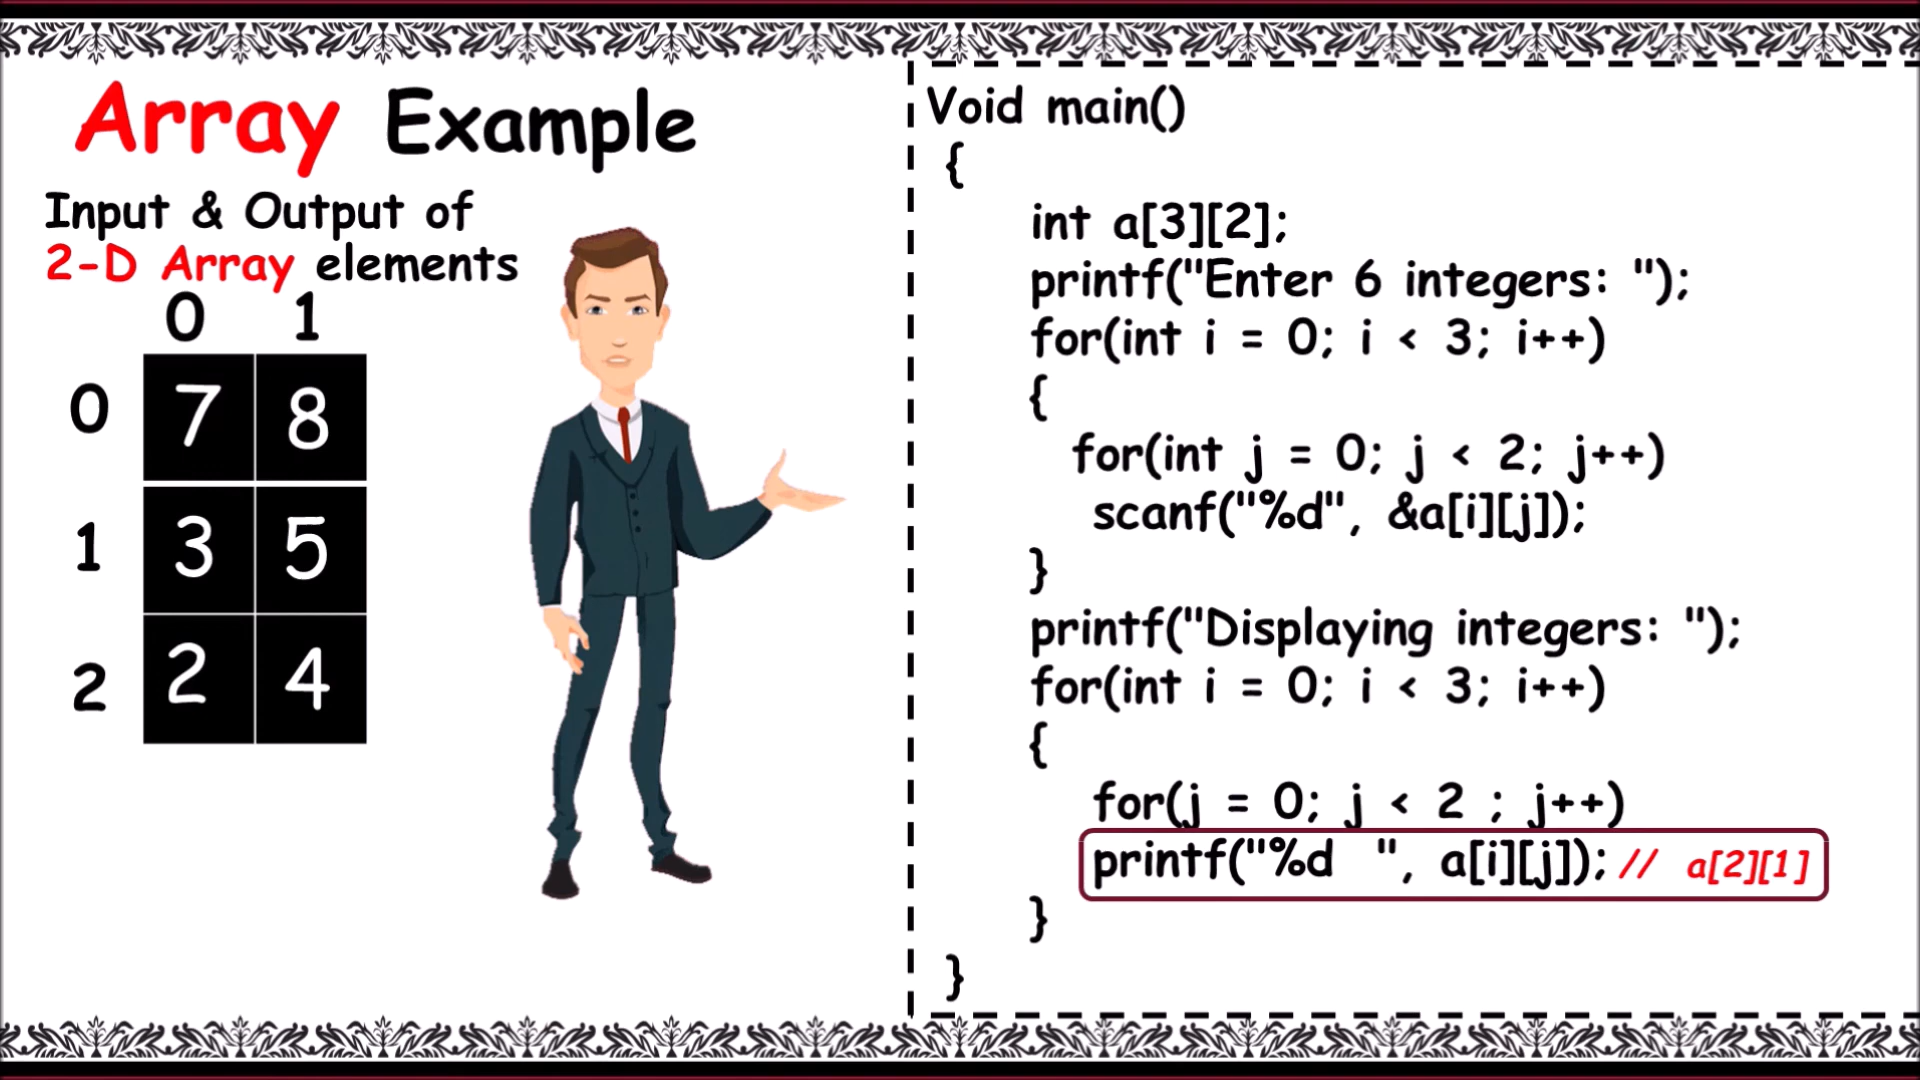 Array Example
Input & Output of
2-D Array elements
0 1
0 7 8
1 3 5
2 2 4
Void main()
{
int a[3][2];
printf("Enter 6 integers: ");
for(int i = 0; i < 3; i++)
{
for(int j = 0; j < 2; j++)
scanf("%d", &a[i][j]);
}
printf("Displaying integers: ");
for(int i = 0; i < 3; i++)
{
for(j = 0; j < 2 ; j++)
printf("%d ", a[i][j]); // a[2][1]
}
}